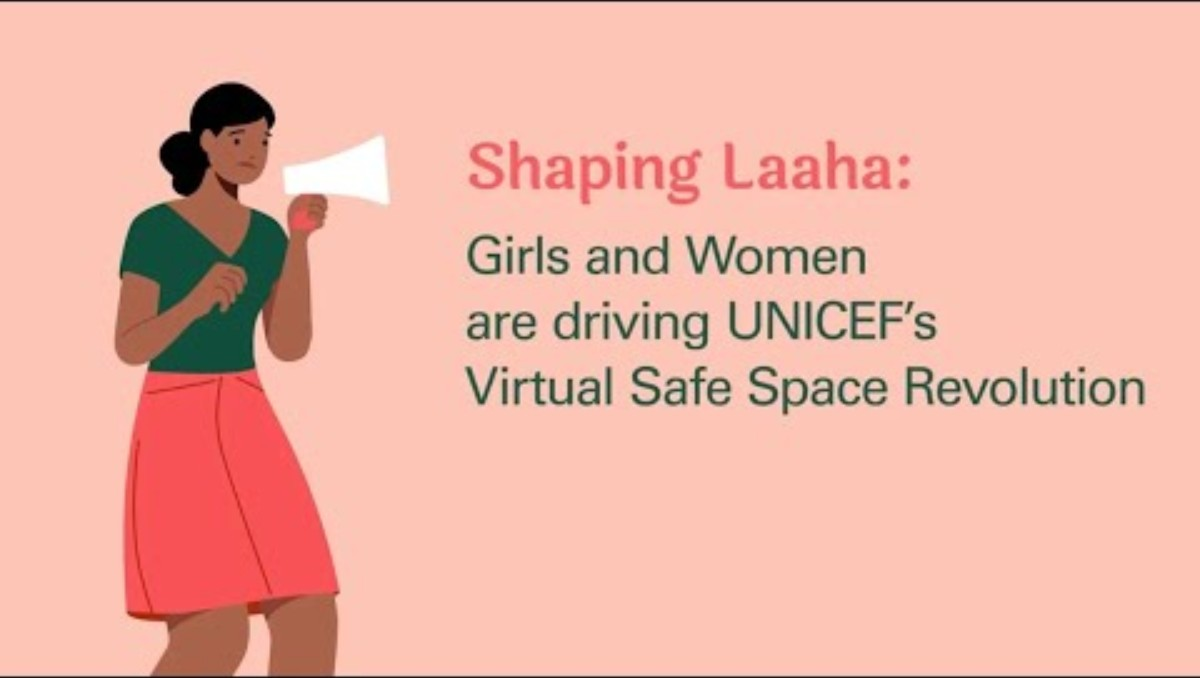 Shaping Laaha:
Girls and Women
are driving UNICEF's
Virtual Safe Space Revolution